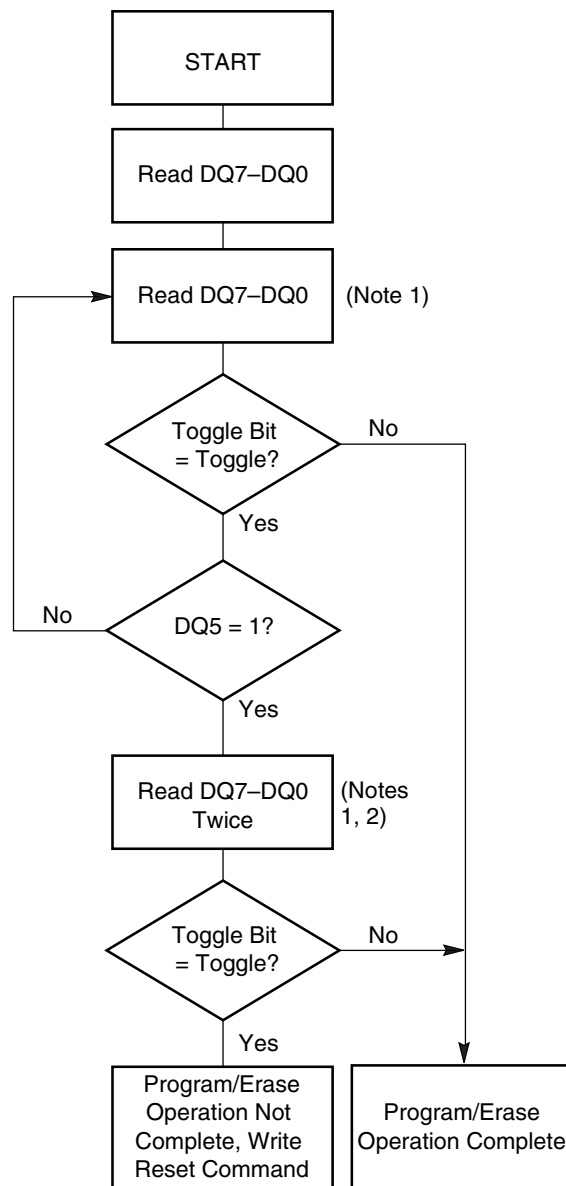 START
Read DQ7–DQ0
Read DQ7–DQ0
(Note 1)
Toggle Bit
= Toggle?
No
Yes
DQ5 = 1?
No
Yes
Read DQ7–DQ0
Twice
(Notes
1, 2)
Toggle Bit
= Toggle?
No
Yes
Program/Erase
Operation Not
Complete, Write
Reset Command
Program/Erase
Operation Complete